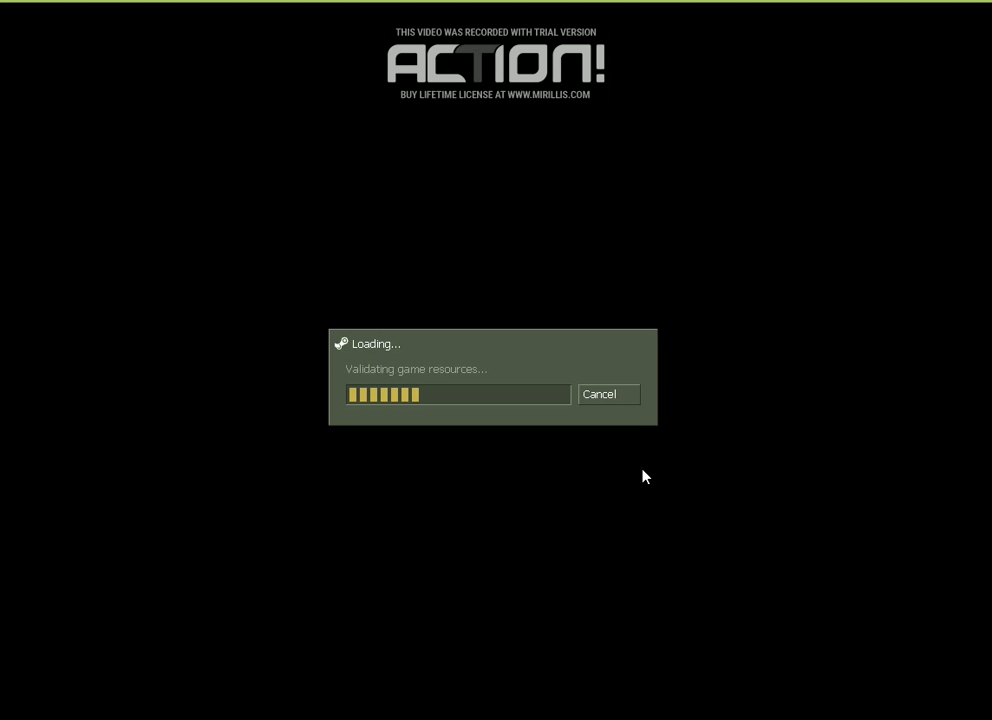 THIS VIDEO WAS RECORDED WITH TRIAL VERSION
ACTION!
BUY LIFETIME LICENSE AT WWW.MIRILLIS.COM
Loading...
Validating game resources...
Cancel